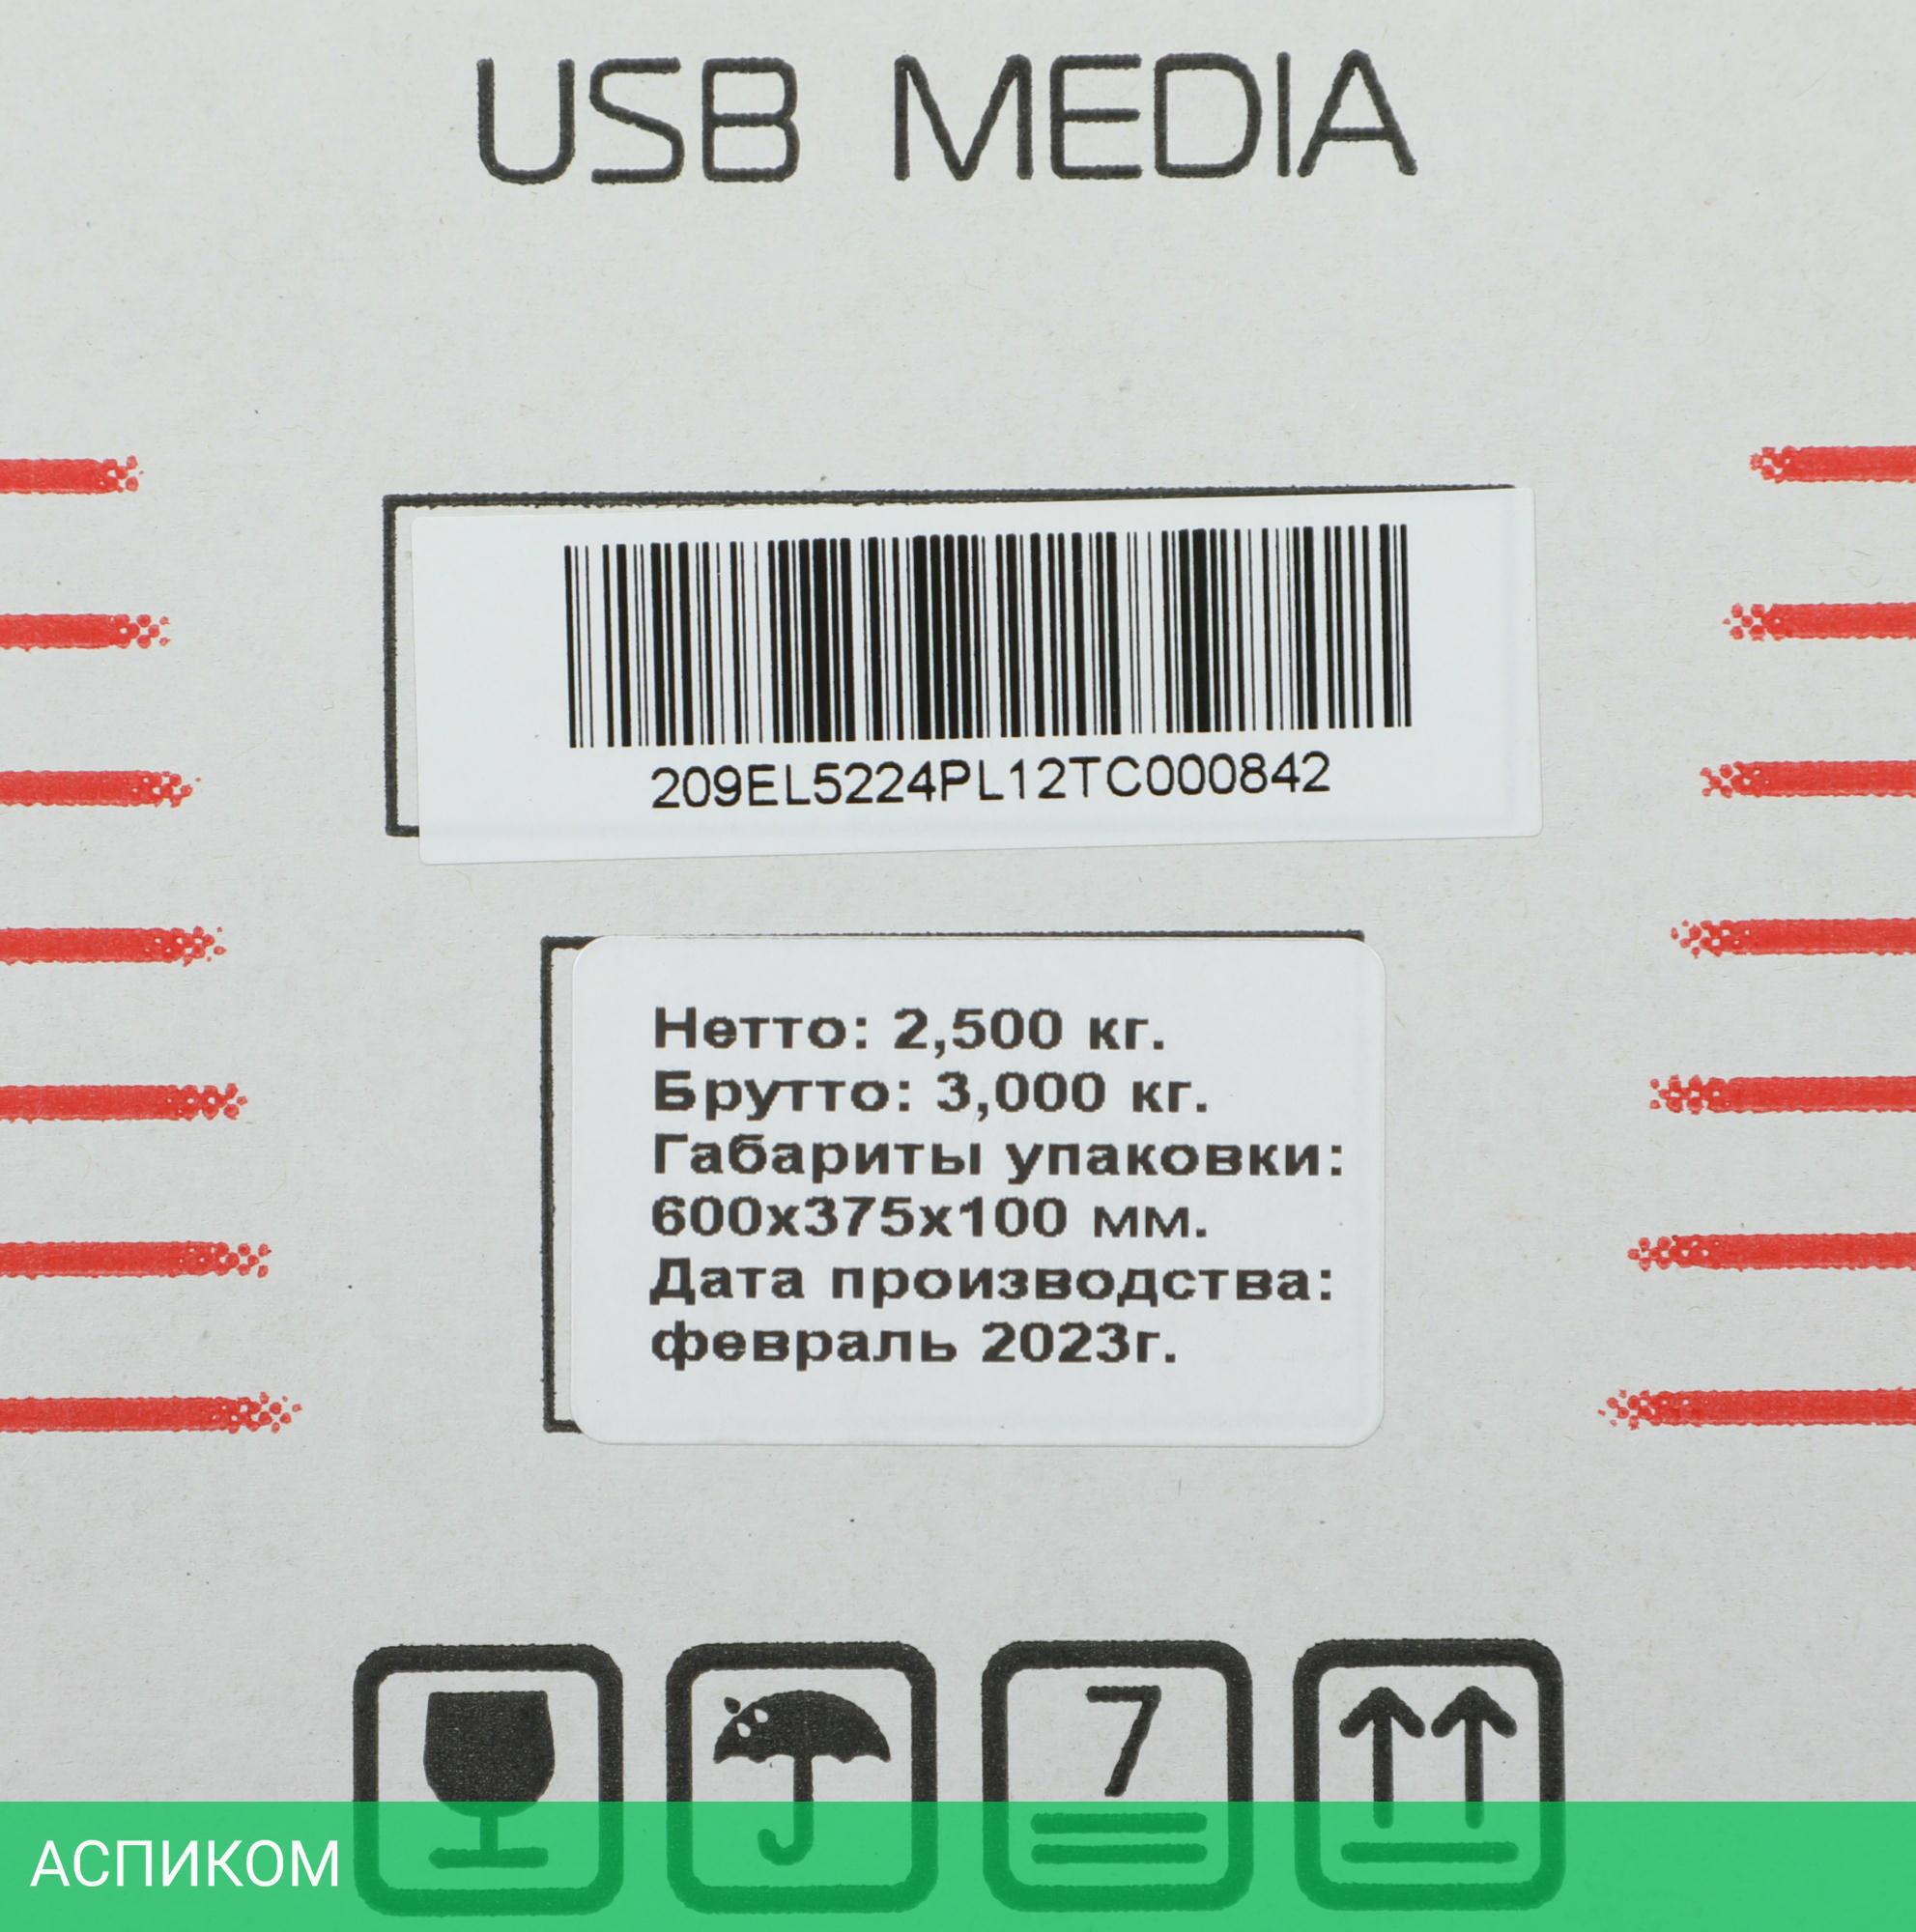 USB MEDIA
209EL5224PL12TC000842
Нетто: 2,500 кг.
Брутто: 3,000 кг.
Габариты упаковки:
600х375х100 мм.
Дата производства:
февраль 2023г.
7
АСПИКОМ